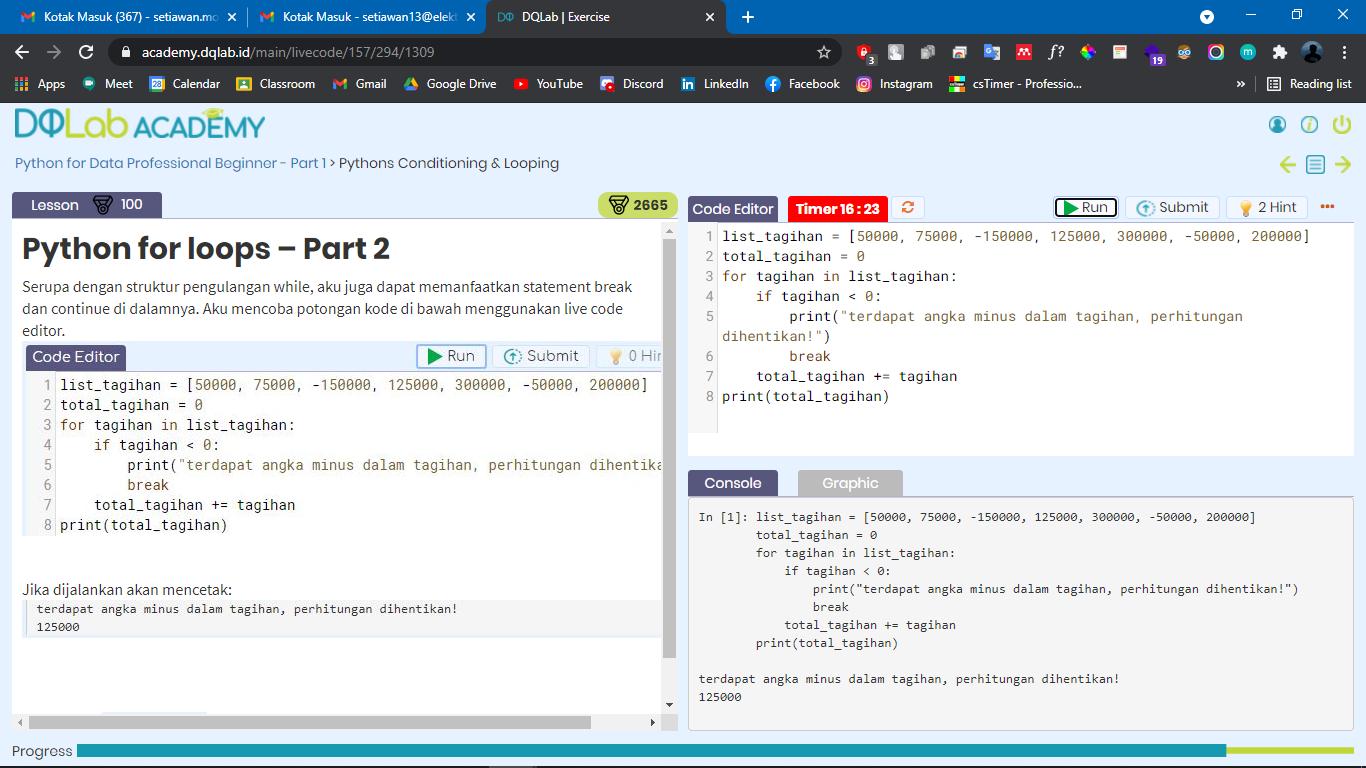 Kotak Masuk (367) - setiawan.mo
Kotak Masuk - setiawan13@elekt
DQLab | Exercise
academy.dqlab.id/main/livecode/157/294/1309
3
f?
19
m
Apps
Meet
28
Calendar
Classroom
Gmail
Google Drive
YouTube
Discord
LinkedIn
Facebook
Instagram
csTimer - Professio...
»
Reading list
DQLab ACADEMY
Python for Data Professional Beginner - Part 1 > Pythons Conditioning & Looping
Lesson 100
2665
Python for loops – Part 2
Serupa dengan struktur pengulangan while, aku juga dapat memanfaatkan statement break
dan continue di dalamnya. Aku mencoba potongan kode di bawah menggunakan live code
editor.
Code Editor
Run
Submit
0 Hin
1 list_tagihan = [50000, 75000, -150000, 125000, 300000, -50000, 200000]
2 total_tagihan = 0
3 for tagihan in list_tagihan:
4     if tagihan < 0:
5         print("terdapat angka minus dalam tagihan, perhitungan dihentika
6         break
7     total_tagihan += tagihan
8 print(total_tagihan)
Jika dijalankan akan mencetak:
terdapat angka minus dalam tagihan, perhitungan dihentikan!
125000
Code Editor
Timer 16 : 23
Run
Submit
2 Hint
1 list_tagihan = [50000, 75000, -150000, 125000, 300000, -50000, 200000]
2 total_tagihan = 0
3 for tagihan in list_tagihan:
4     if tagihan < 0:
5         print("terdapat angka minus dalam tagihan, perhitungan
dihentikan!")
6         break
7     total_tagihan += tagihan
8 print(total_tagihan)
Console
Graphic
In [1]: list_tagihan = [50000, 75000, -150000, 125000, 300000, -50000, 200000]
total_tagihan = 0
for tagihan in list_tagihan:
    if tagihan < 0:
        print("terdapat angka minus dalam tagihan, perhitungan dihentikan!")
        break
    total_tagihan += tagihan
print(total_tagihan)
terdapat angka minus dalam tagihan, perhitungan dihentikan!
125000
Progress